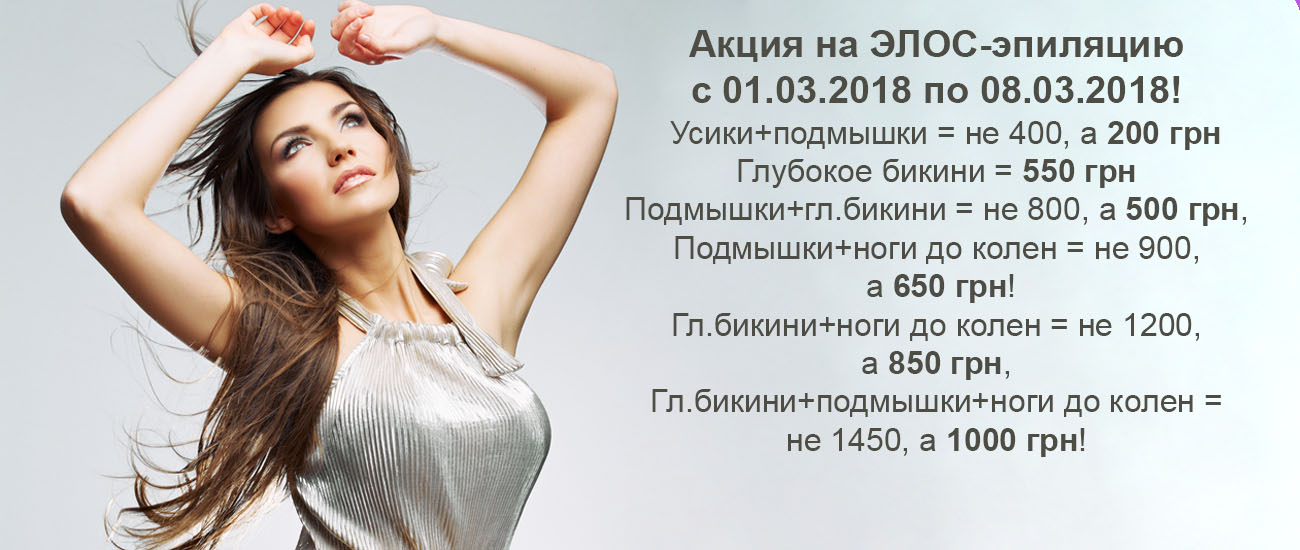 Акция на ЭЛОС-эпиляцию
с 01.03.2018 по 08.03.2018!
Усики+подмышки = не 400, а 200 грн
Глубокое бикини = 550 грн
Подмышки+гл.бикини = не 800, а 500 грн,
Подмышки+ноги до колен = не 900,
а 650 грн!
Гл.бикини+ноги до колен = не 1200,
а 850 грн,
Гл.бикини+подмышки+ноги до колен =
не 1450, а 1000 грн!